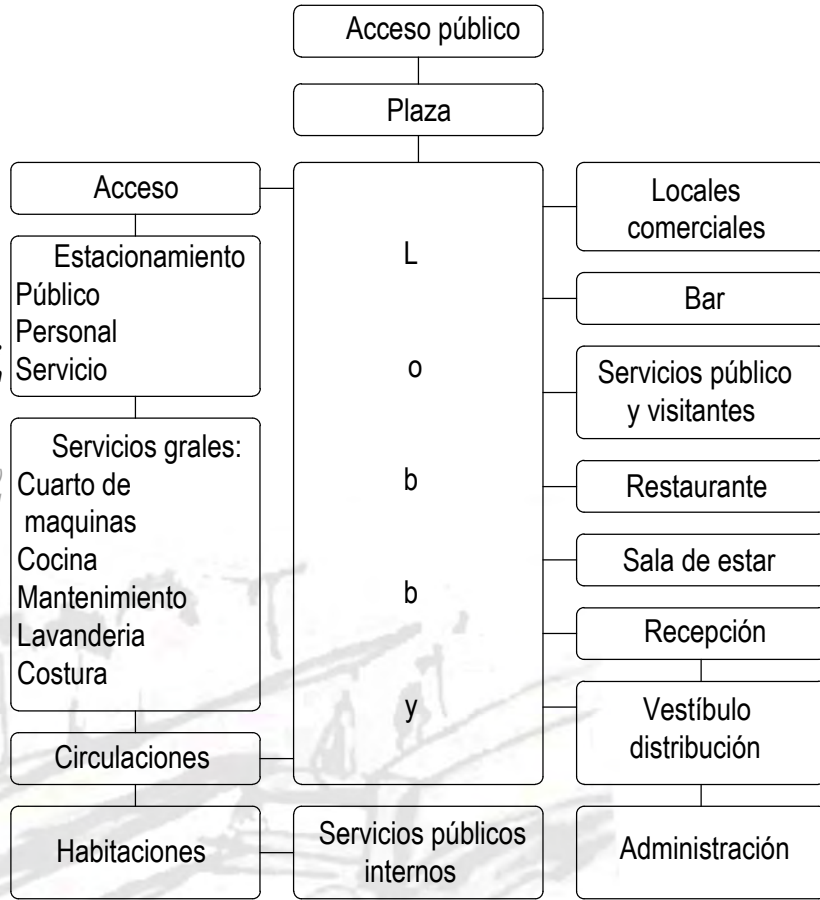 Acceso público
Plaza
Acceso
Estacionamiento
Público
Personal
Servicio
Servicios grales:
Cuarto de
maquinas
Cocina
Mantenimiento
Lavanderia
Costura
Circulaciones
Habitaciones
L
o
b
b
y
Servicios públicos
internos
Locales
comerciales
Bar
Servicios público
y visitantes
Restaurante
Sala de estar
Recepción
Vestíbulo
distribución
Administración